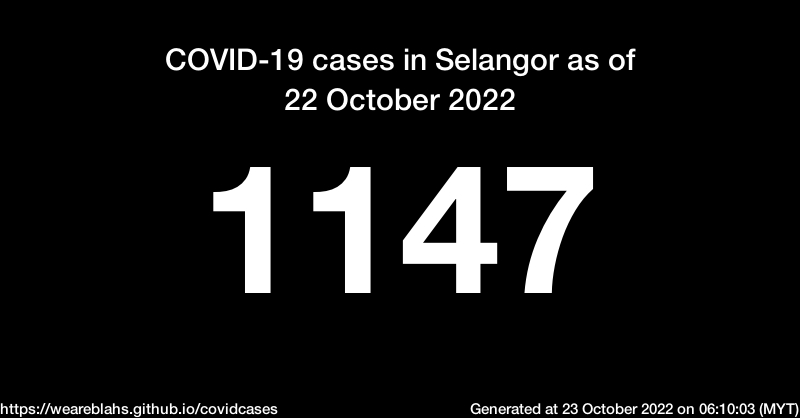 COVID-19 cases in Selangor as of
22 October 2022
1147
https://weareblahs.github.io/covidcases
Generated at 23 October 2022 on 06:10:03 (MYT)